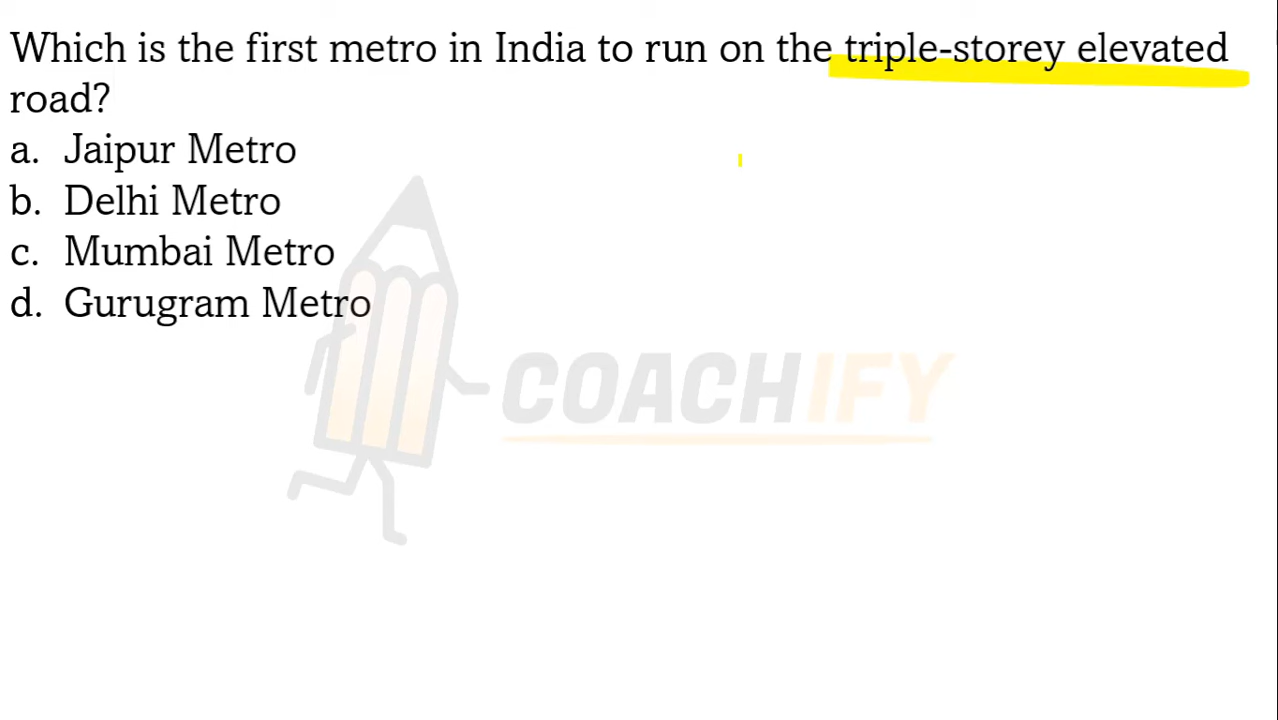 Which is the first metro in India to run on the triple-storey elevated
road?
a. Jaipur Metro
b. Delhi Metro
c. Mumbai Metro
d. Gurugram Metro
COACHIFY